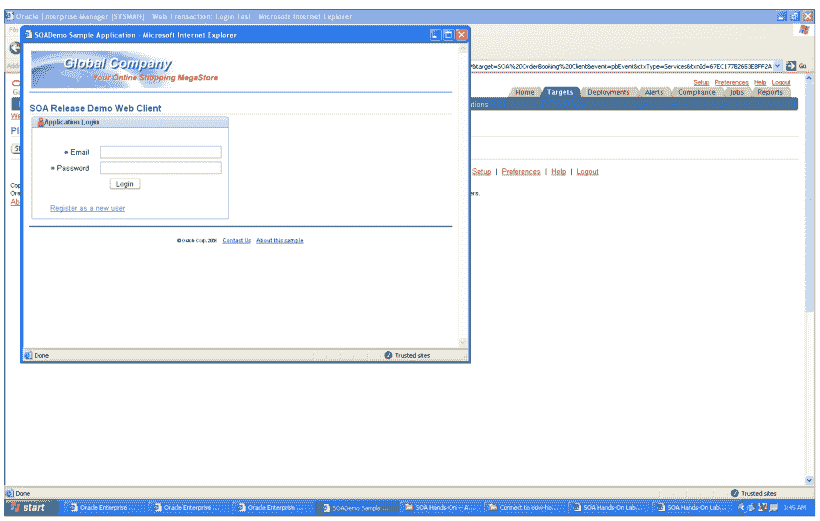 Oracle Enterprise Manager (SYSMAN) - Web Transaction: Login Test - Microsoft Internet Explorer
SOADemo Sample Application - Microsoft Internet Explorer
Global Company
Your Online Shopping MegaStore
SOA Release Demo Web Client
Application Login
Email
Password
Login
Register as a new user
Contact Us About this sample
Done
Trusted sites
Go
Setup Preferences Help Logout
Home Targets Deployments Alerts Compliance Jobs Reports
Setup | Preferences | Help | Logout
Done
Trusted sites
start
Oracle Enterprise ...
Oracle Enterprise ...
Oracle Enterprise ...
SOADemo Sample ...
SOA Hands-On -- A...
SOA Hands-On Lab...
SOA Hands-On Lab...
3:45 AM